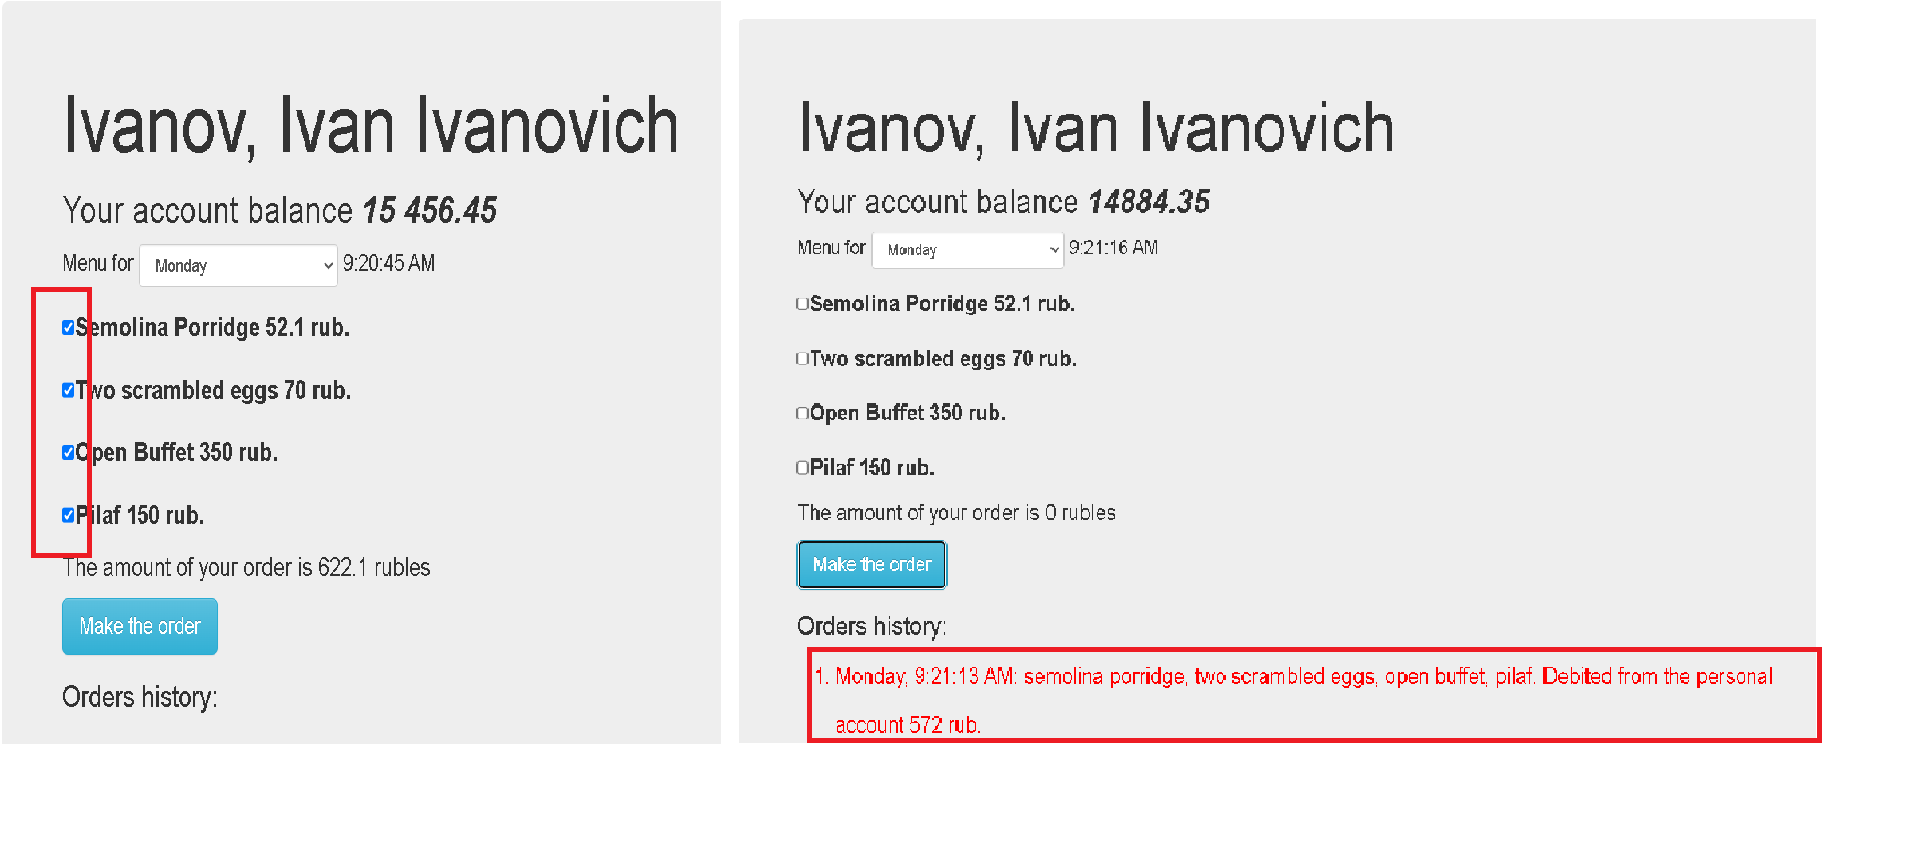 Ivanov, Ivan Ivanovich
Your account balance 15 456.45
Menu for Monday 9:20:45 AM
Semolina Porridge 52.1 rub.
Two scrambled eggs 70 rub.
Open Buffet 350 rub.
Pilaf 150 rub.
The amount of your order is 622.1 rubles
Make the order
Orders history:
Ivanov, Ivan Ivanovich
Your account balance 14884.35
Menu for Monday 9:21:16 AM
Semolina Porridge 52.1 rub.
Two scrambled eggs 70 rub.
Open Buffet 350 rub.
Pilaf 150 rub.
The amount of your order is 0 rubles
Make the order
Orders history:
1. Monday, 9:21:13 AM: semolina porridge, two scrambled eggs, open buffet, pilaf. Debited from the personal
account 572 rub.